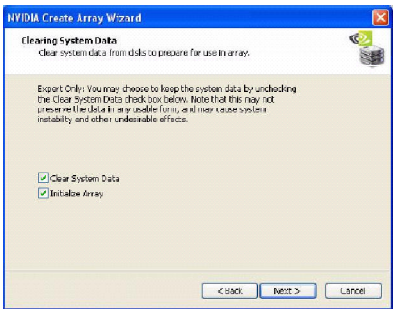 NVIDIA Create Array Wizard
Clearing System Data
Clear system data from disks to prepare for use in array.
Expert Only: You may choose to keep the system data by unchecking
the Clear System Data check box below. Note that this may not
preserve the data in any usable form, and may cause system
instability and other undesirable effects.
Clear System Data
Initialize Array
< Back
Next >
Cancel